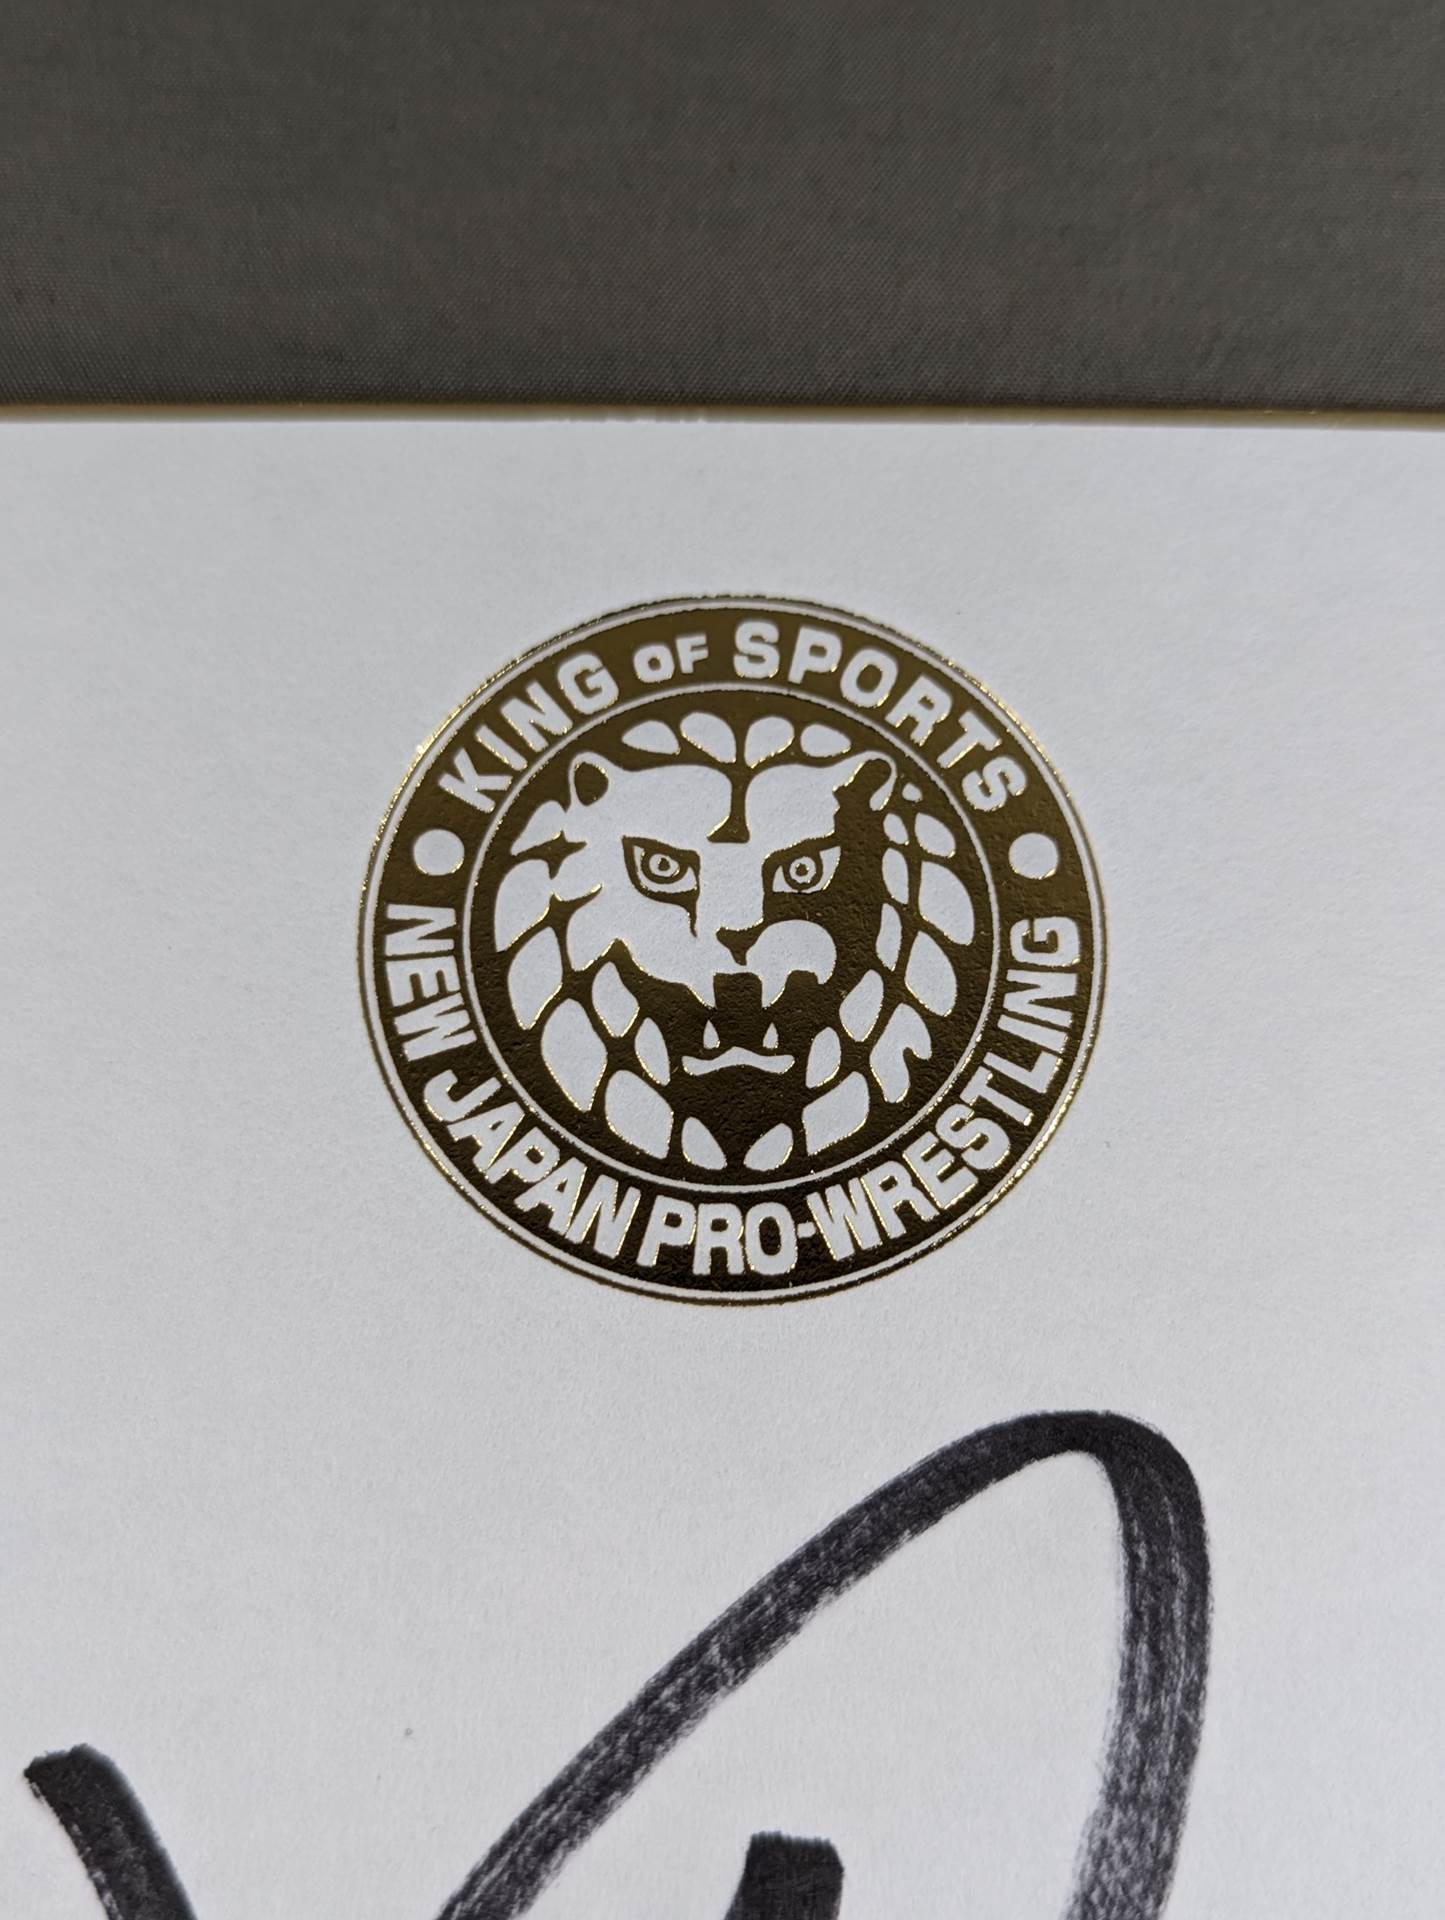 KING OF SPORTS
NEW JAPAN PRO-WRESTLING